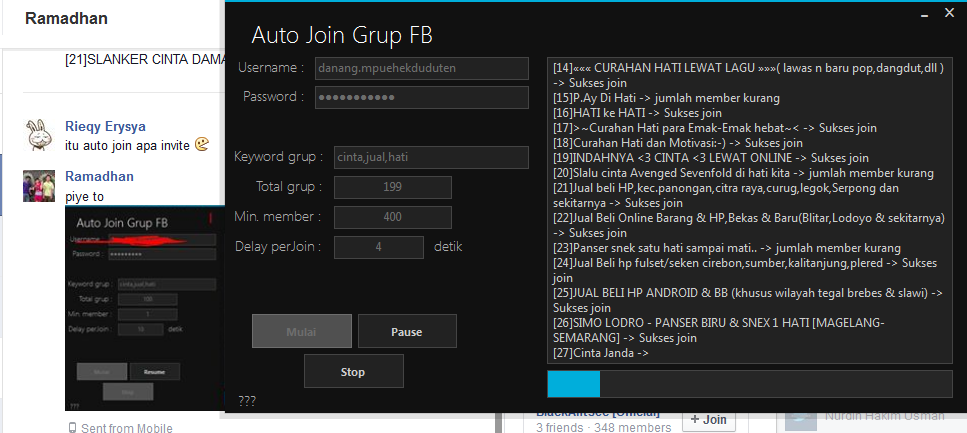 Ramadhan
[21]SLANKER CINTA DAMA
Rieqy Erysya
itu auto join apa invite
Ramadhan
piye to
Auto Join Grup FB
Username :
Password :
Keyword grup : cinta,jual,hati
Total grup :
Min. member :
Delay perJoin : detik
Mulai Resume
Stop
???
Sent from Mobile
Auto Join Grup FB
Username : danang.mpuehekduduten
Password : •••••••••••
Keyword grup : cinta,jual,hati
Total grup : 199
Min. member : 400
Delay perJoin : 4 detik
Mulai Pause
Stop
???
[14]««« CURAHAN HATI LEWAT LAGU »»»( lawas n baru pop,dangdut,dll )
-> Sukses join
[15]P.Ay Di Hati -> jumlah member kurang
[16]HATI ke HATI -> Sukses join
[17]>~Curahan Hati para Emak-Emak hebat~< -> Sukses join
[18]Curahan Hati dan Motivasi:-) -> Sukses join
[19]INDAHNYA <3 CINTA <3 LEWAT ONLINE -> Sukses join
[20]Slalu cinta Avenged Sevenfold di hati kita -> jumlah member kurang
[21]Jual beli HP,kec.panongan,citra raya,curug,legok,Serpong dan
sekitarnya -> Sukses join
[22]Jual Beli Online Barang & HP,Bekas & Baru(Blitar,Lodoyo & sekitarnya)
-> Sukses join
[23]Panser snek satu hati sampai mati.. -> jumlah member kurang
[24]Jual Beli hp fulset/seken cirebon,sumber,kalitanjung,plered -> Sukses
join
[25]JUAL BELI HP ANDROID & BB (khusus wilayah tegal brebes & slawi) ->
Sukses join
[26]SIMO LODRO - PANSER BIRU & SNEX 1 HATI [MAGELANG-
SEMARANG] -> Sukses join
[27]Cinta Janda ->
3 friends · 348 members
+ Join
Nurdin Hakim Usman